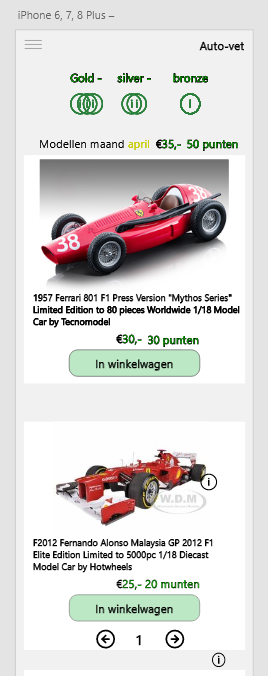 iPhone 6, 7, 8 Plus –
Auto-vet
Gold - silver - bronze
Modellen maand april €35,- 50 punten
38
38
1957 Ferrari 801 F1 Press Version "Mythos Series"
Limited Edition to 80 pieces Worldwide 1/18 Model
Car by Tecnomodel
€30,- 30 punten
In winkelwagen
W.D.M
i
F2012 Fernando Alonso Malaysia GP 2012 F1
Elite Edition Limited to 5000pc 1/18 Diecast
Model Car by Hotwheels
€25,- 20 munten
In winkelwagen
1
i